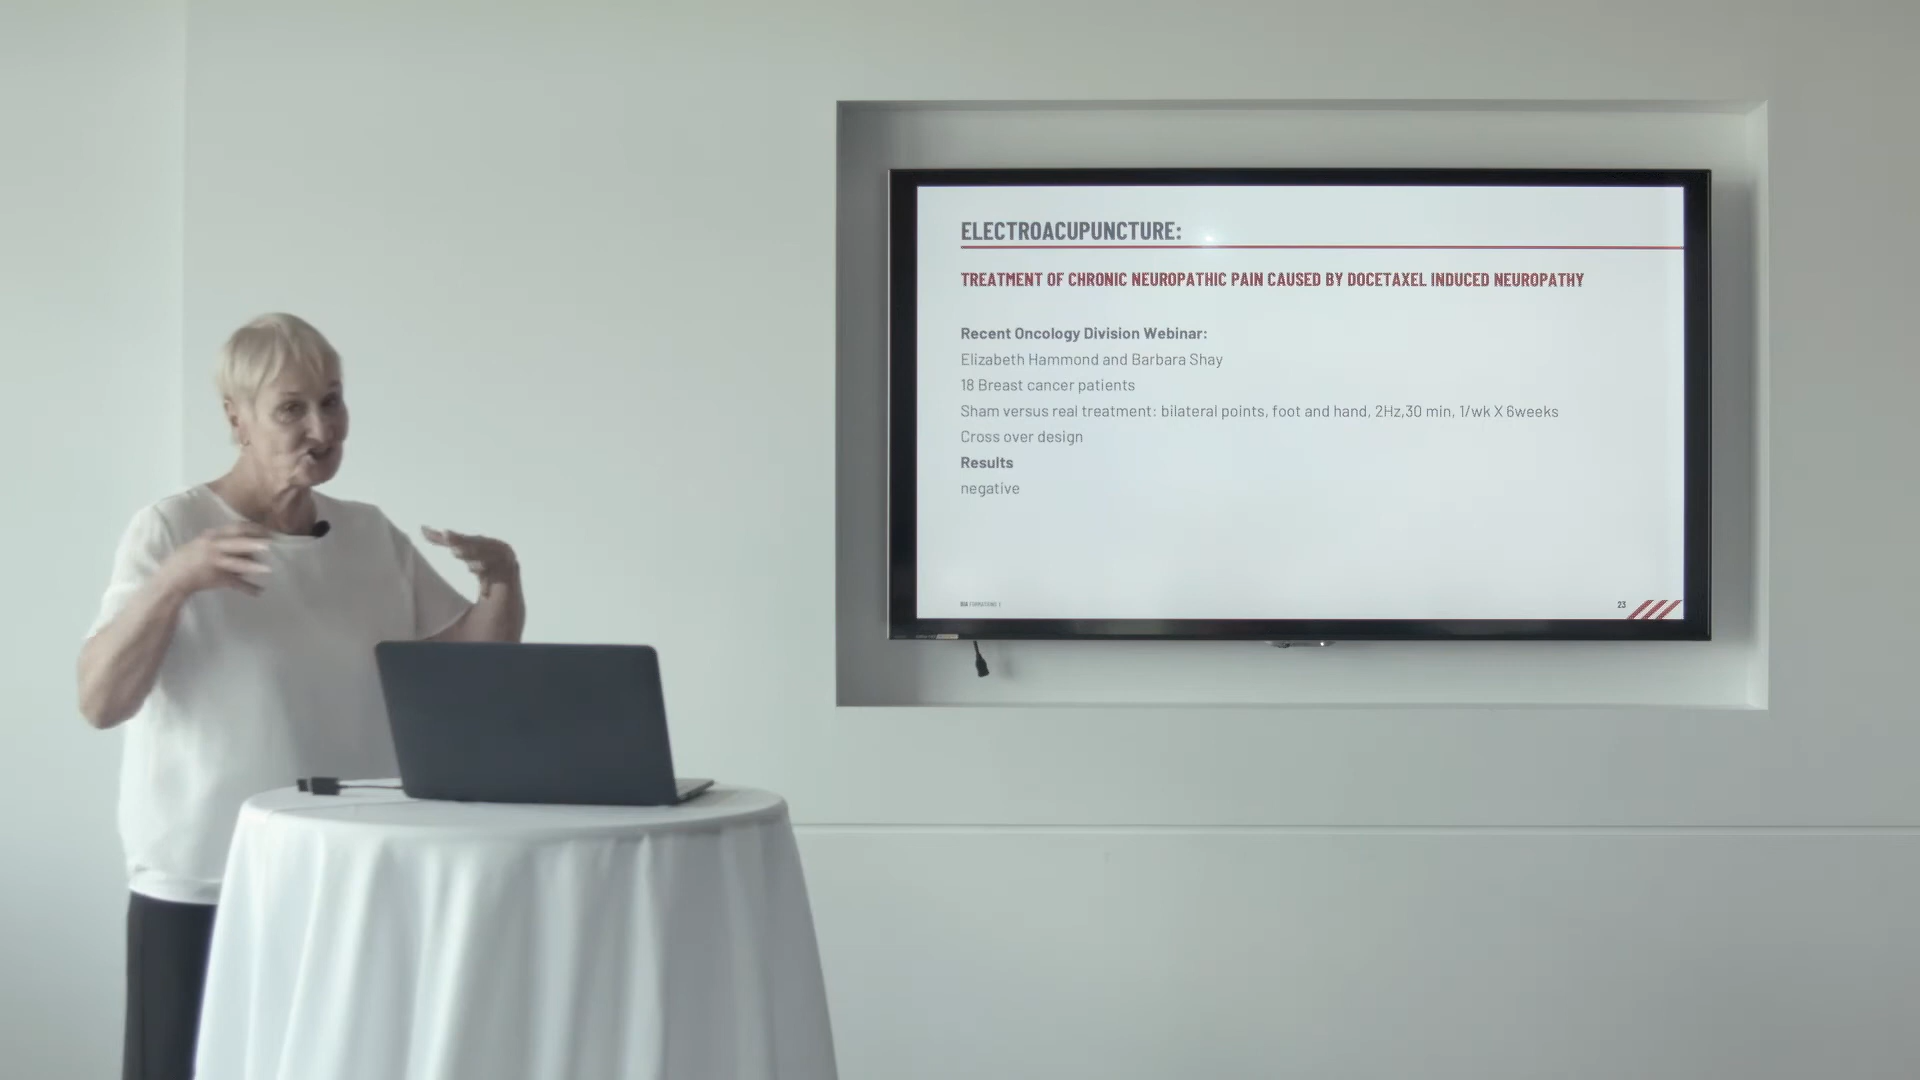 ELECTROACUPUNCTURE:
TREATMENT OF CHRONIC NEUROPATHIC PAIN CAUSED BY DOCETAXEL INDUCED NEUROPATHY
Recent Oncology Division Webinar:
Elizabeth Hammond and Barbara Shay
18 Breast cancer patients
Sham versus real treatment: bilateral points, foot and hand, 2Hz,30 min, 1/wk X 6weeks
Cross over design
Results
negative
23